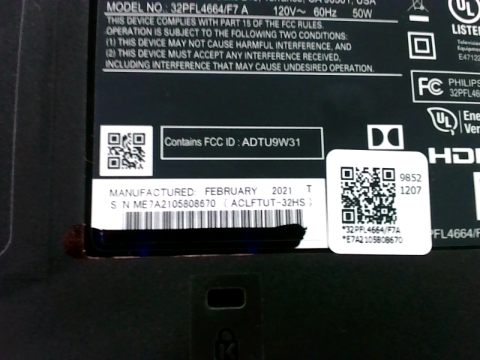 MODEL NO.: 32PFL4664/F7 A 120V~ 60Hz 50W
THIS DEVICE COMPLIES WITH PART 15 OF THE FCC RULES.
OPERATION IS SUBJECT TO THE FOLLOWING TWO CONDITIONS:
(1) THIS DEVICE MAY NOT CAUSE HARMFUL INTERFERENCE, AND
(2) THIS DEVICE MUST ACCEPT ANY INTERFERENCE RECEIVED,
INCLUDING INTERFERENCE THAT MAY CAUSE UNDESIRED OPERATION.
UL
LISTED
FC
PHILIPS
32PFL4664/F7A
UL
Contains FCC ID : ADTU9W31
MANUFACTURED: FEBRUARY 2021 T
S N ME7A2105808670 ( ACLFTUT-32HS )
9852
1207
*32PFL4664/F7A
*E7A2105808670